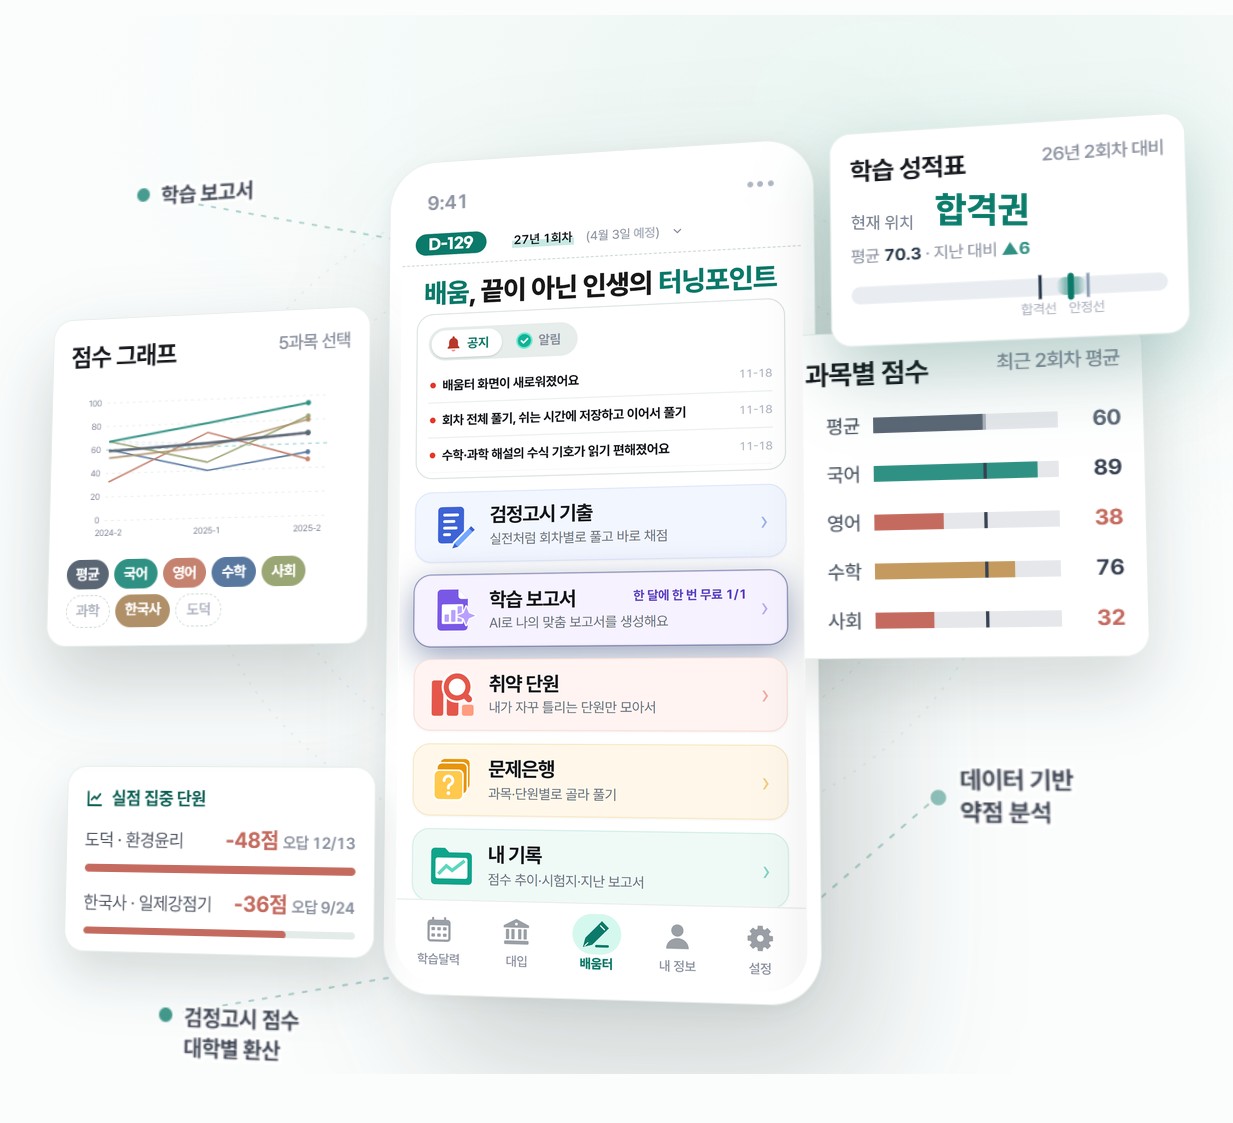 학습 보고서
점수 그래프
5과목 선택
100
80
60
40
20
0
2024-2
2025-1
2025-2
평균
국어
영어
수학
사회
과학
한국사
도덕
실점 집중 단원
도덕 · 환경윤리 -48점 오답 12/13
한국사 · 일제강점기 -36점 오답 9/24
검정고시 점수
대학별 환산
9:41
D-129 27년 1회차 (4월 3일 예정)
배움, 끝이 아닌 인생의 터닝포인트
공지
알림
배움터 화면이 새로워졌어요 11-18
회차 전체 풀기, 쉬는 시간에 저장하고 이어서 풀기 11-18
수학·과학 해설의 수식 기호가 읽기 편해졌어요 11-18
검정고시 기출
실전처럼 회차별로 풀고 바로 채점
학습 보고서 한 달에 한 번 무료 1/1
AI로 나의 맞춤 보고서를 생성해요
취약 단원
내가 자꾸 틀리는 단원만 모아서
?
문제은행
과목·단원별로 골라 풀기
내 기록
점수 추이·시험지·지난 보고서
학습달력
대입
배움터
내 정보
설정
학습 성적표
26년 2회차 대비
현재 위치 합격권
평균 70.3 · 지난 대비 ▲6
합격선
안정선
과목별 점수
최근 2회차 평균
평균 60
국어 89
영어 38
수학 76
사회 32
데이터 기반
약점 분석